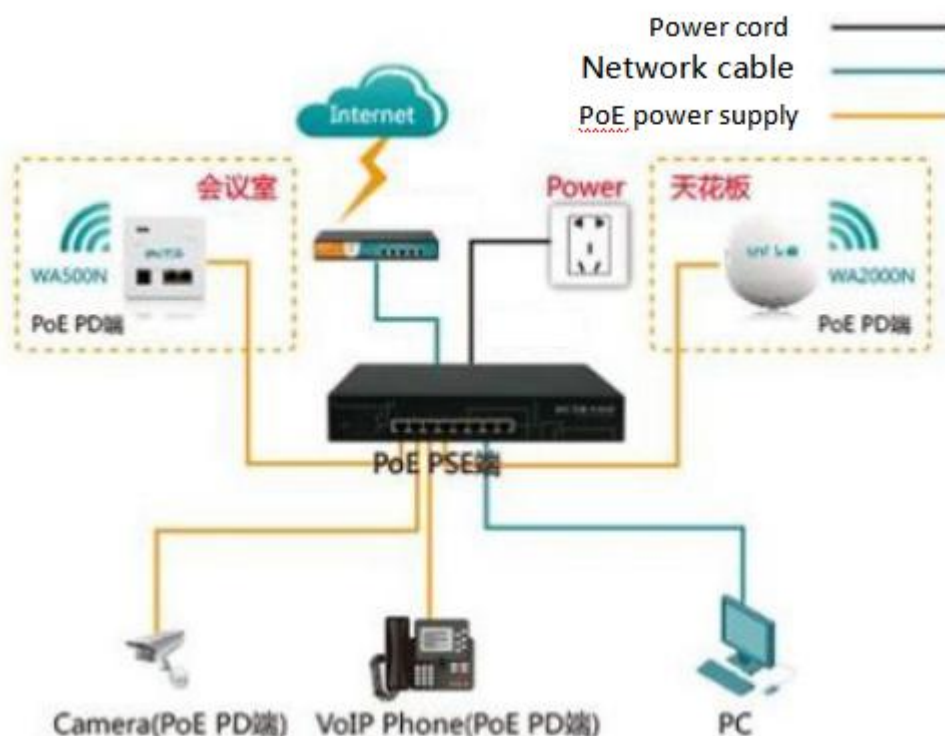 Power cord
Network cable
PoE power supply
Internet
会议室
WA500N
PoE PD端
Power
天花板
WA2000N
PoE PD端
PoE PSE端
Camera(PoE PD端)
VoIP Phone(PoE PD端)
PC